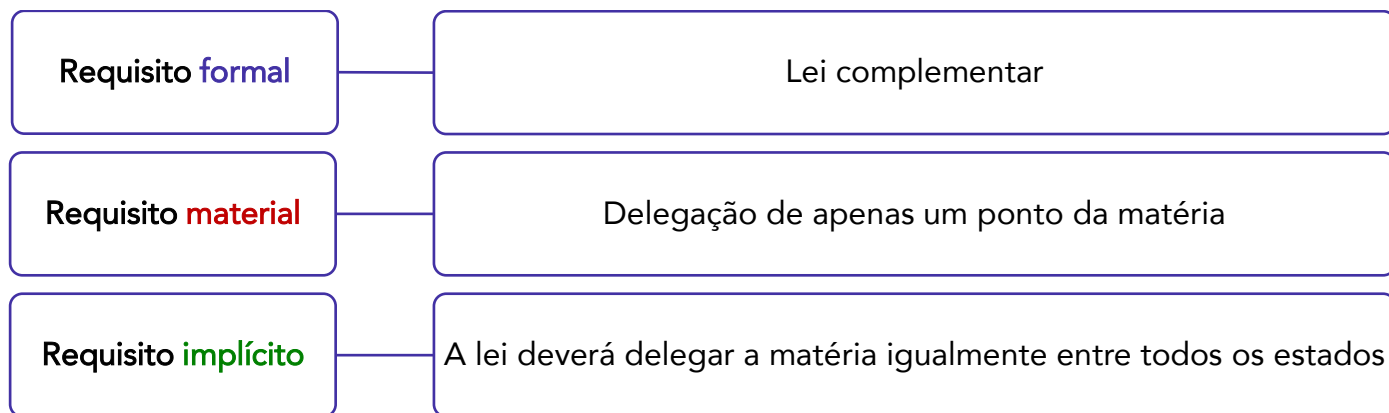 Requisito formal
Lei complementar
Requisito material
Delegação de apenas um ponto da matéria
Requisito implícito
A lei deverá delegar a matéria igualmente entre todos os estados